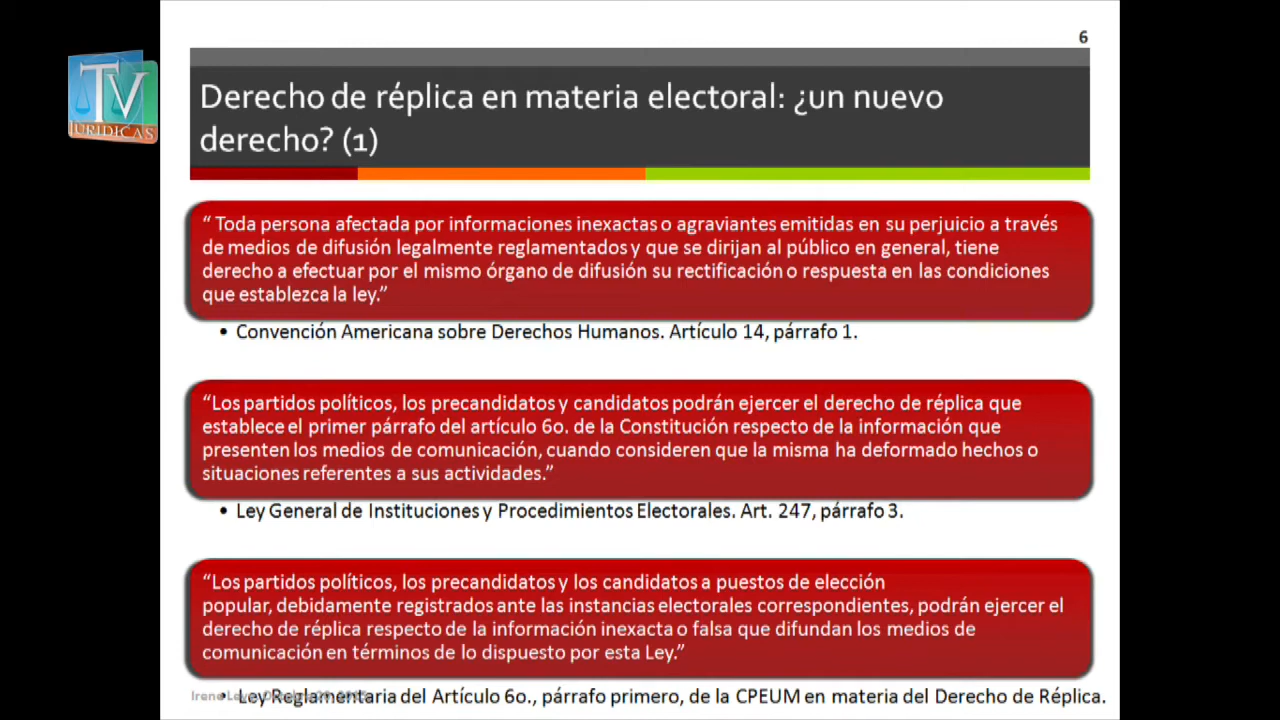 6
TV
JURIDICAS
Derecho de réplica en materia electoral: ¿un nuevo
derecho? (1)
“ Toda persona afectada por informaciones inexactas o agraviantes emitidas en su perjuicio a través
de medios de difusión legalmente reglamentados y que se dirijan al público en general, tiene
derecho a efectuar por el mismo órgano de difusión su rectificación o respuesta en las condiciones
que establezca la ley.”
• Convención Americana sobre Derechos Humanos. Artículo 14, párrafo 1.
“Los partidos políticos, los precandidatos y candidatos podrán ejercer el derecho de réplica que
establece el primer párrafo del artículo 6o. de la Constitución respecto de la información que
presenten los medios de comunicación, cuando consideren que la misma ha deformado hechos o
situaciones referentes a sus actividades.”
• Ley General de Instituciones y Procedimientos Electorales. Art. 247, párrafo 3.
“Los partidos políticos, los precandidatos y los candidatos a puestos de elección
popular, debidamente registrados ante las instancias electorales correspondientes, podrán ejercer el
derecho de réplica respecto de la información inexacta o falsa que difundan los medios de
comunicación en términos de lo dispuesto por esta Ley.”
• Ley Reglamentaria del Artículo 6o., párrafo primero, de la CPEUM en materia del Derecho de Réplica.
Irene